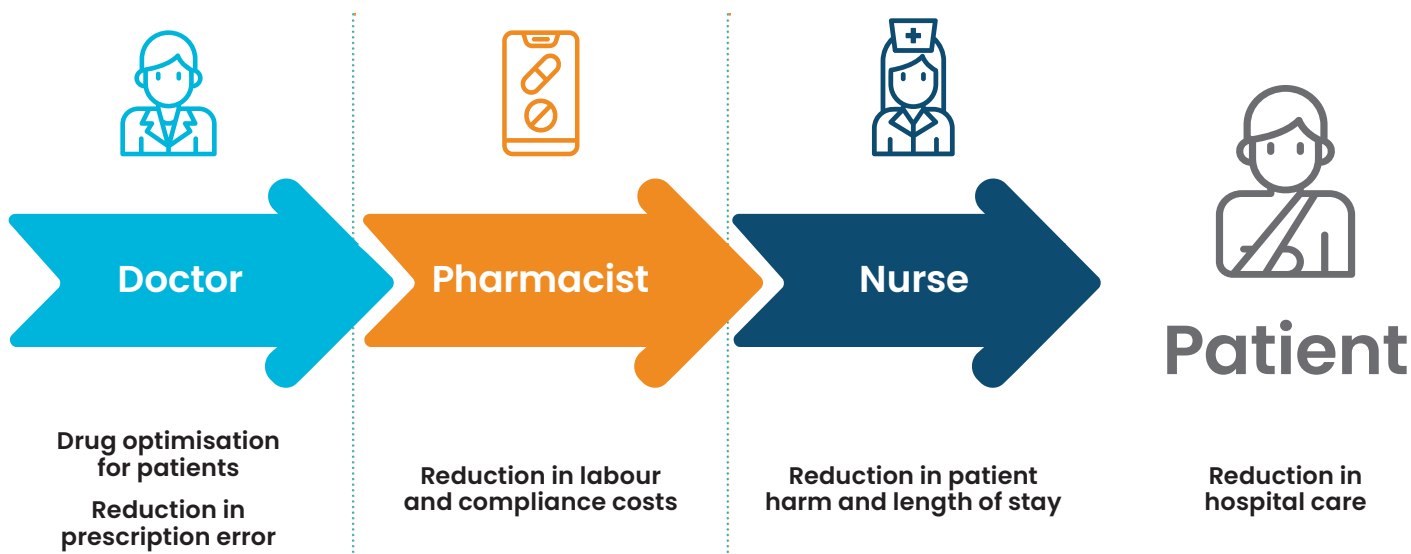 Doctor
Pharmacist
Nurse
Patient
Drug optimisation
for patients
Reduction in
prescription error
Reduction in labour
and compliance costs
Reduction in patient
harm and length of stay
Reduction in
hospital care